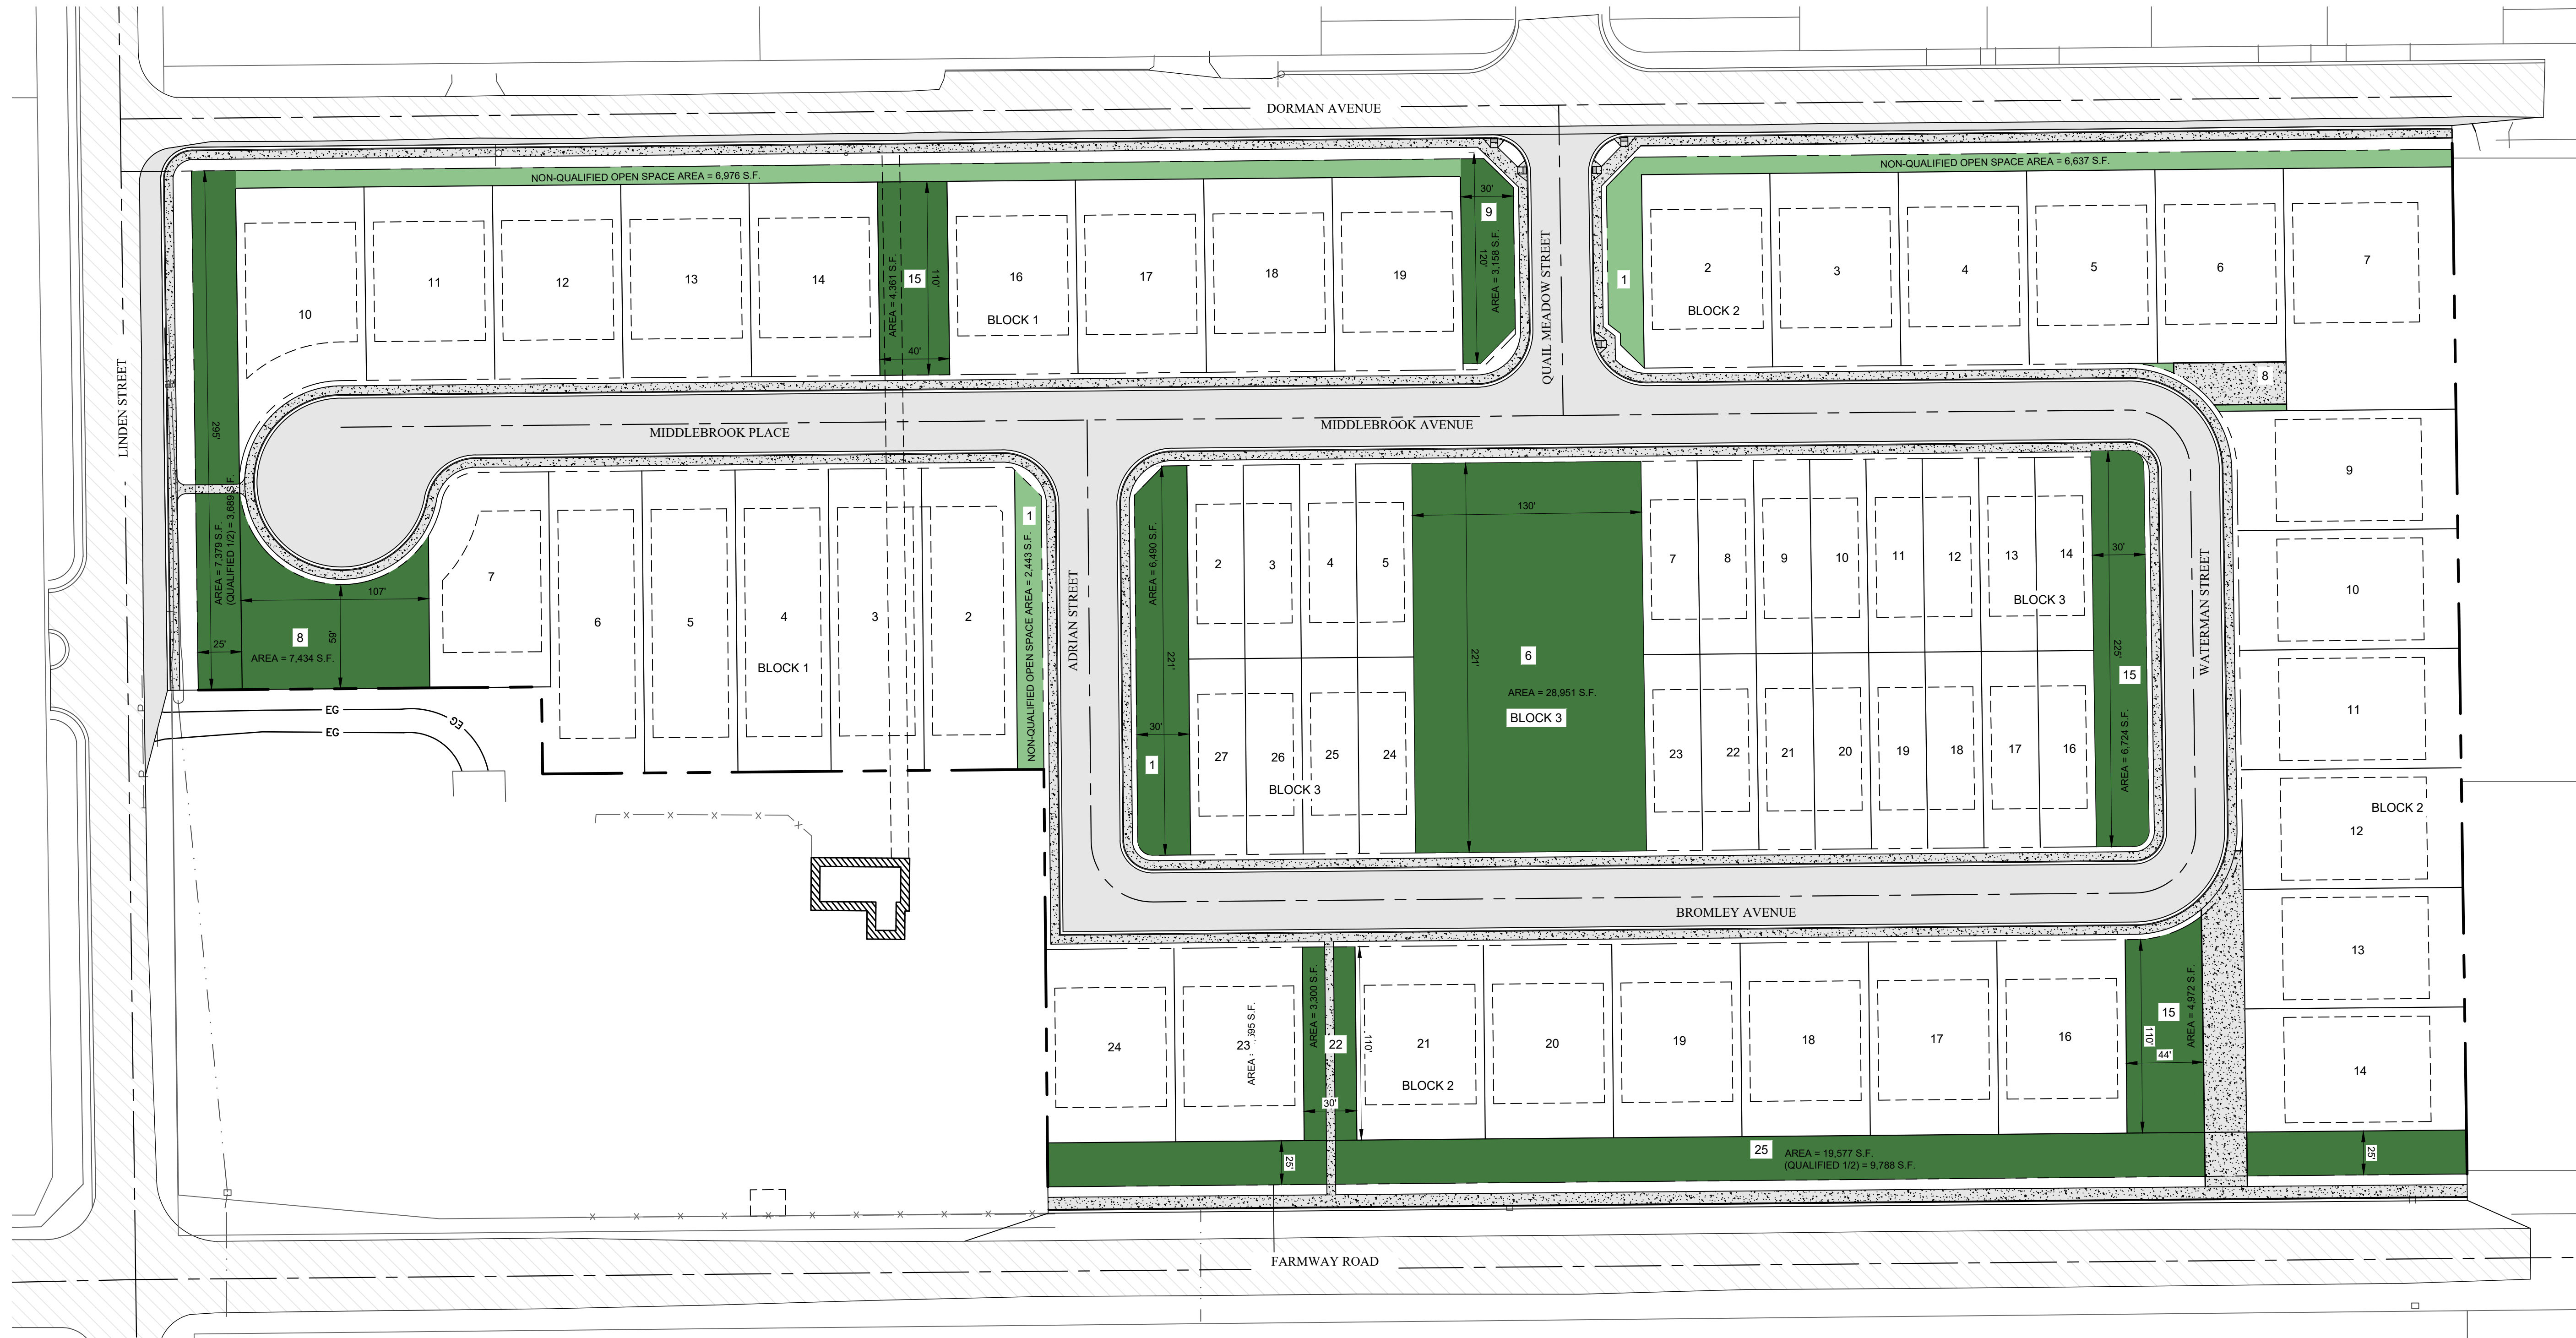 DORMAN AVENUE
NON-QUALIFIED OPEN SPACE AREA = 6,976 S.F.
NON-QUALIFIED OPEN SPACE AREA = 6,637 S.F.
10
11
12
13
14
AREA = 4,361 S.F.
15
110'
40'
16
BLOCK 1
17
18
19
30'
9
120'
AREA = 3,158 S.F.
QUAIL MEADOW STREET
1
2
BLOCK 2
3
4
5
6
7
8
LINDEN STREET
295'
AREA = 7,379 S.F.
(QUALIFIED 1/2) = 3,689 S.F.
25'
MIDDLEBROOK PLACE
MIDDLEBROOK AVENUE
107'
8
59'
AREA = 7,434 S.F.
7
6
5
4
BLOCK 1
3
2
1
NON-QUALIFIED OPEN SPACE AREA = 2,443 S.F.
ADRIAN STREET
AREA = 6,490 S.F.
221'
30'
1
2
3
4
5
27
26
25
24
BLOCK 3
130'
221'
6
AREA = 28,951 S.F.
BLOCK 3
7
8
9
10
11
12
13
14
BLOCK 3
23
22
21
20
19
18
17
16
30'
225'
15
AREA = 6,724 S.F.
WATERMAN STREET
9
10
11
BLOCK 2
12
13
14
EG
EG
EG
X X X X X
BROMLEY AVENUE
24
23
AREA = 3,300 S.F.
22
110'
30'
21
BLOCK 2
20
19
18
17
16
110'
15
44'
AREA = 4,972 S.F.
25'
25
AREA = 19,577 S.F.
(QUALIFIED 1/2) = 9,788 S.F.
25'
X X X X X X X X X X X
FARMWAY ROAD